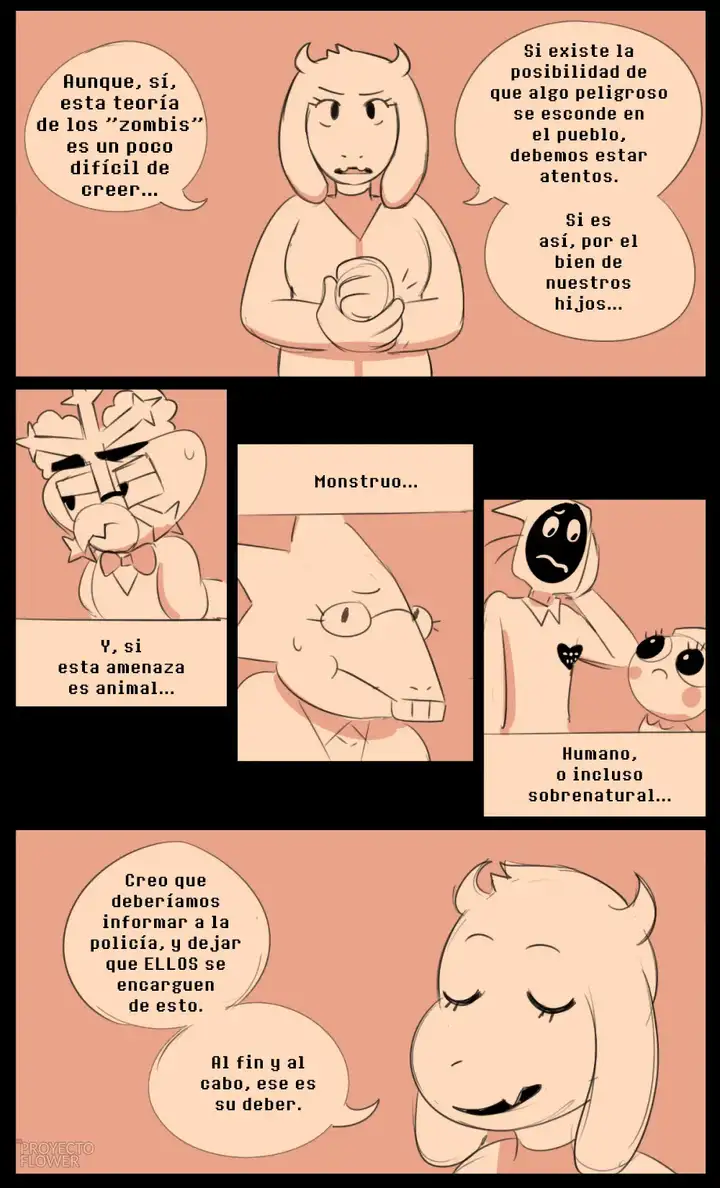 Aunque, sí,
esta teoría
de los "zombis"
es un poco
difícil de
creer...
Si existe la
posibilidad de
que algo peligroso
se esconde en
el pueblo,
debemos estar
atentos.
Si es
así, por el
bien de
nuestros
hijos...
Y, si
esta amenaza
es animal...
Monstruo...
Humano,
o incluso
sobrenatural...
Creo que
deberíamos
informar a la
policía, y dejar
que ELLOS se
encarguen
de esto.
Al fin y al
cabo, ese es
su deber.
PROYECTO
FLOWER